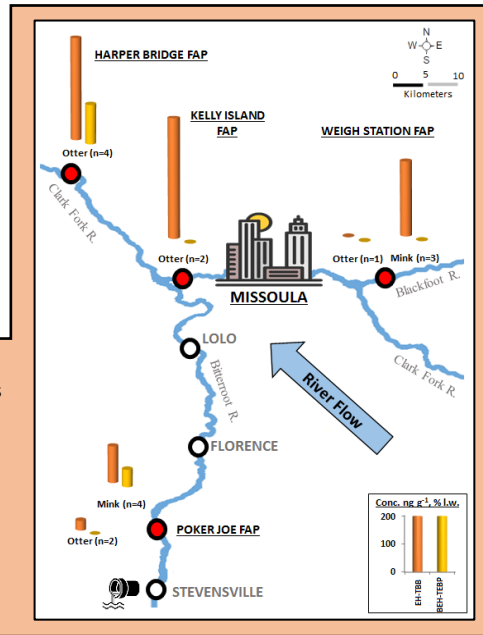 HARPER BRIDGE FAP
N
W E
S
0 5 10
Kilometers
KELLY ISLAND
FAP
WEIGH STATION FAP
Otter (n=4)
Clark Fork R.
Otter (n=2)
MISSOULA
Otter (n=1) Mink (n=3)
Blackfoot R.
Clark Fork R.
LOLO
Bitterroot R.
River Flow
s
FLORENCE
Mink (n=4)
Otter (n=2)
POKER JOE FAP
STEVENSVILLE
Conc. ng g-1, % l.w.
200
100
0
EH-TBB
BEH-TEBP